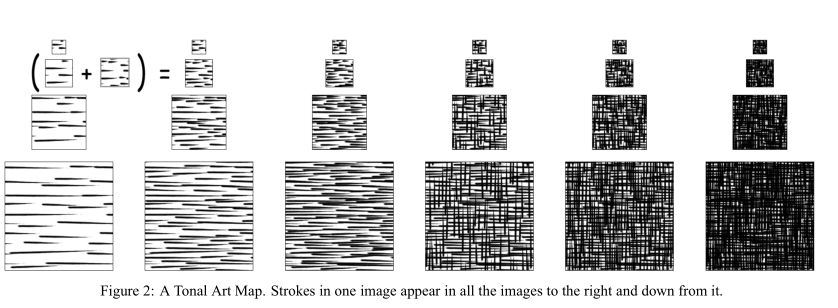 ( + ) =
Figure 2: A Tonal Art Map. Strokes in one image appear in all the images to the right and down from it.